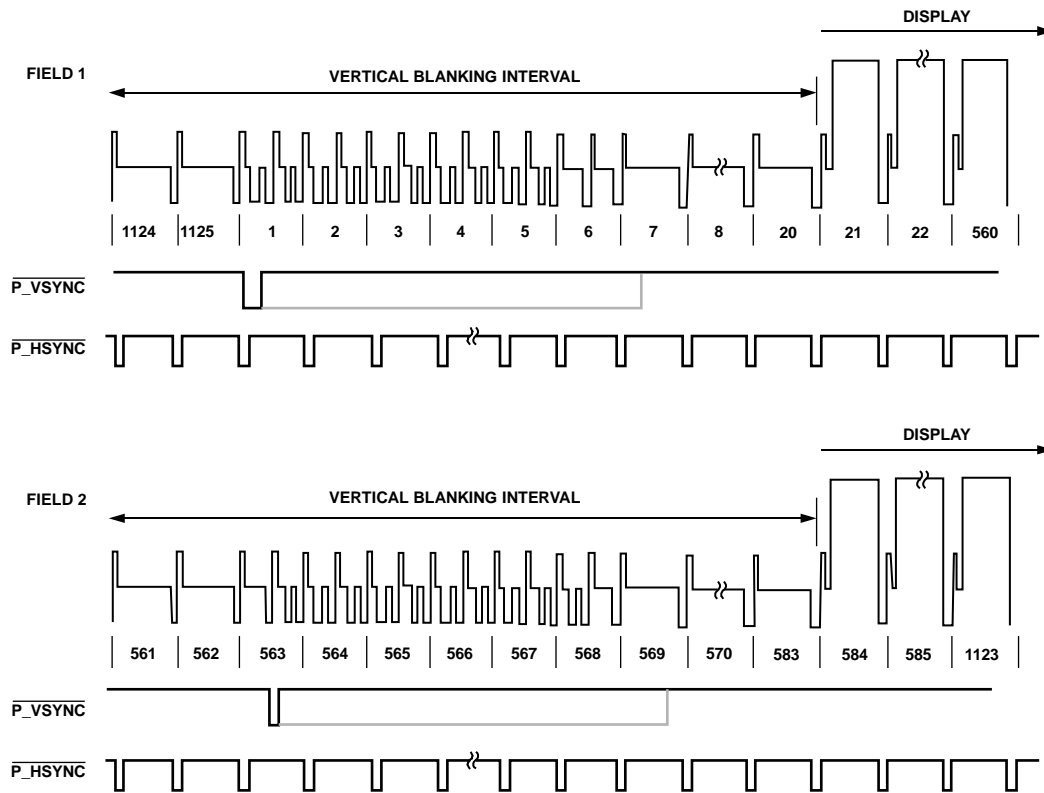 DISPLAY
FIELD 1
VERTICAL BLANKING INTERVAL
1124 1125 1 2 3 4 5 6 7 8 20 21 22 560
P_VSYNC
P_HSYNC
DISPLAY
FIELD 2
VERTICAL BLANKING INTERVAL
561 562 563 564 565 566 567 568 569 570 583 584 585 1123
P_VSYNC
P_HSYNC